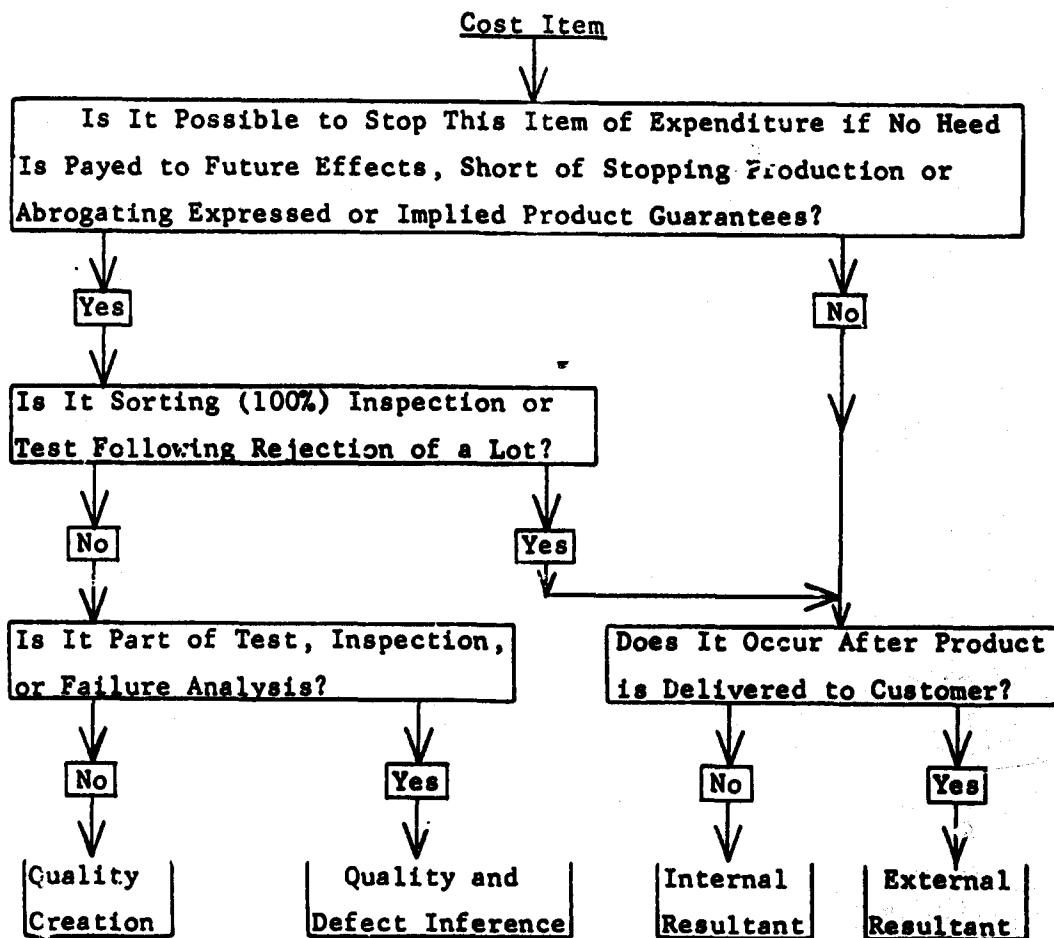 Cost Item
Is It Possible to Stop This Item of Expenditure if No Heed
Is Payed to Future Effects, Short of Stopping Production or
Abrogating Expressed or Implied Product Guarantees?
Yes
No
Is It Sorting (100%) Inspection or
Test Following Rejection of a Lot?
No
Yes
Is It Part of Test, Inspection,
or Failure Analysis?
Does It Occur After Product
is Delivered to Customer?
No
Yes
No
Yes
Quality
Creation
Quality and
Defect Inference
Internal
Resultant
External
Resultant